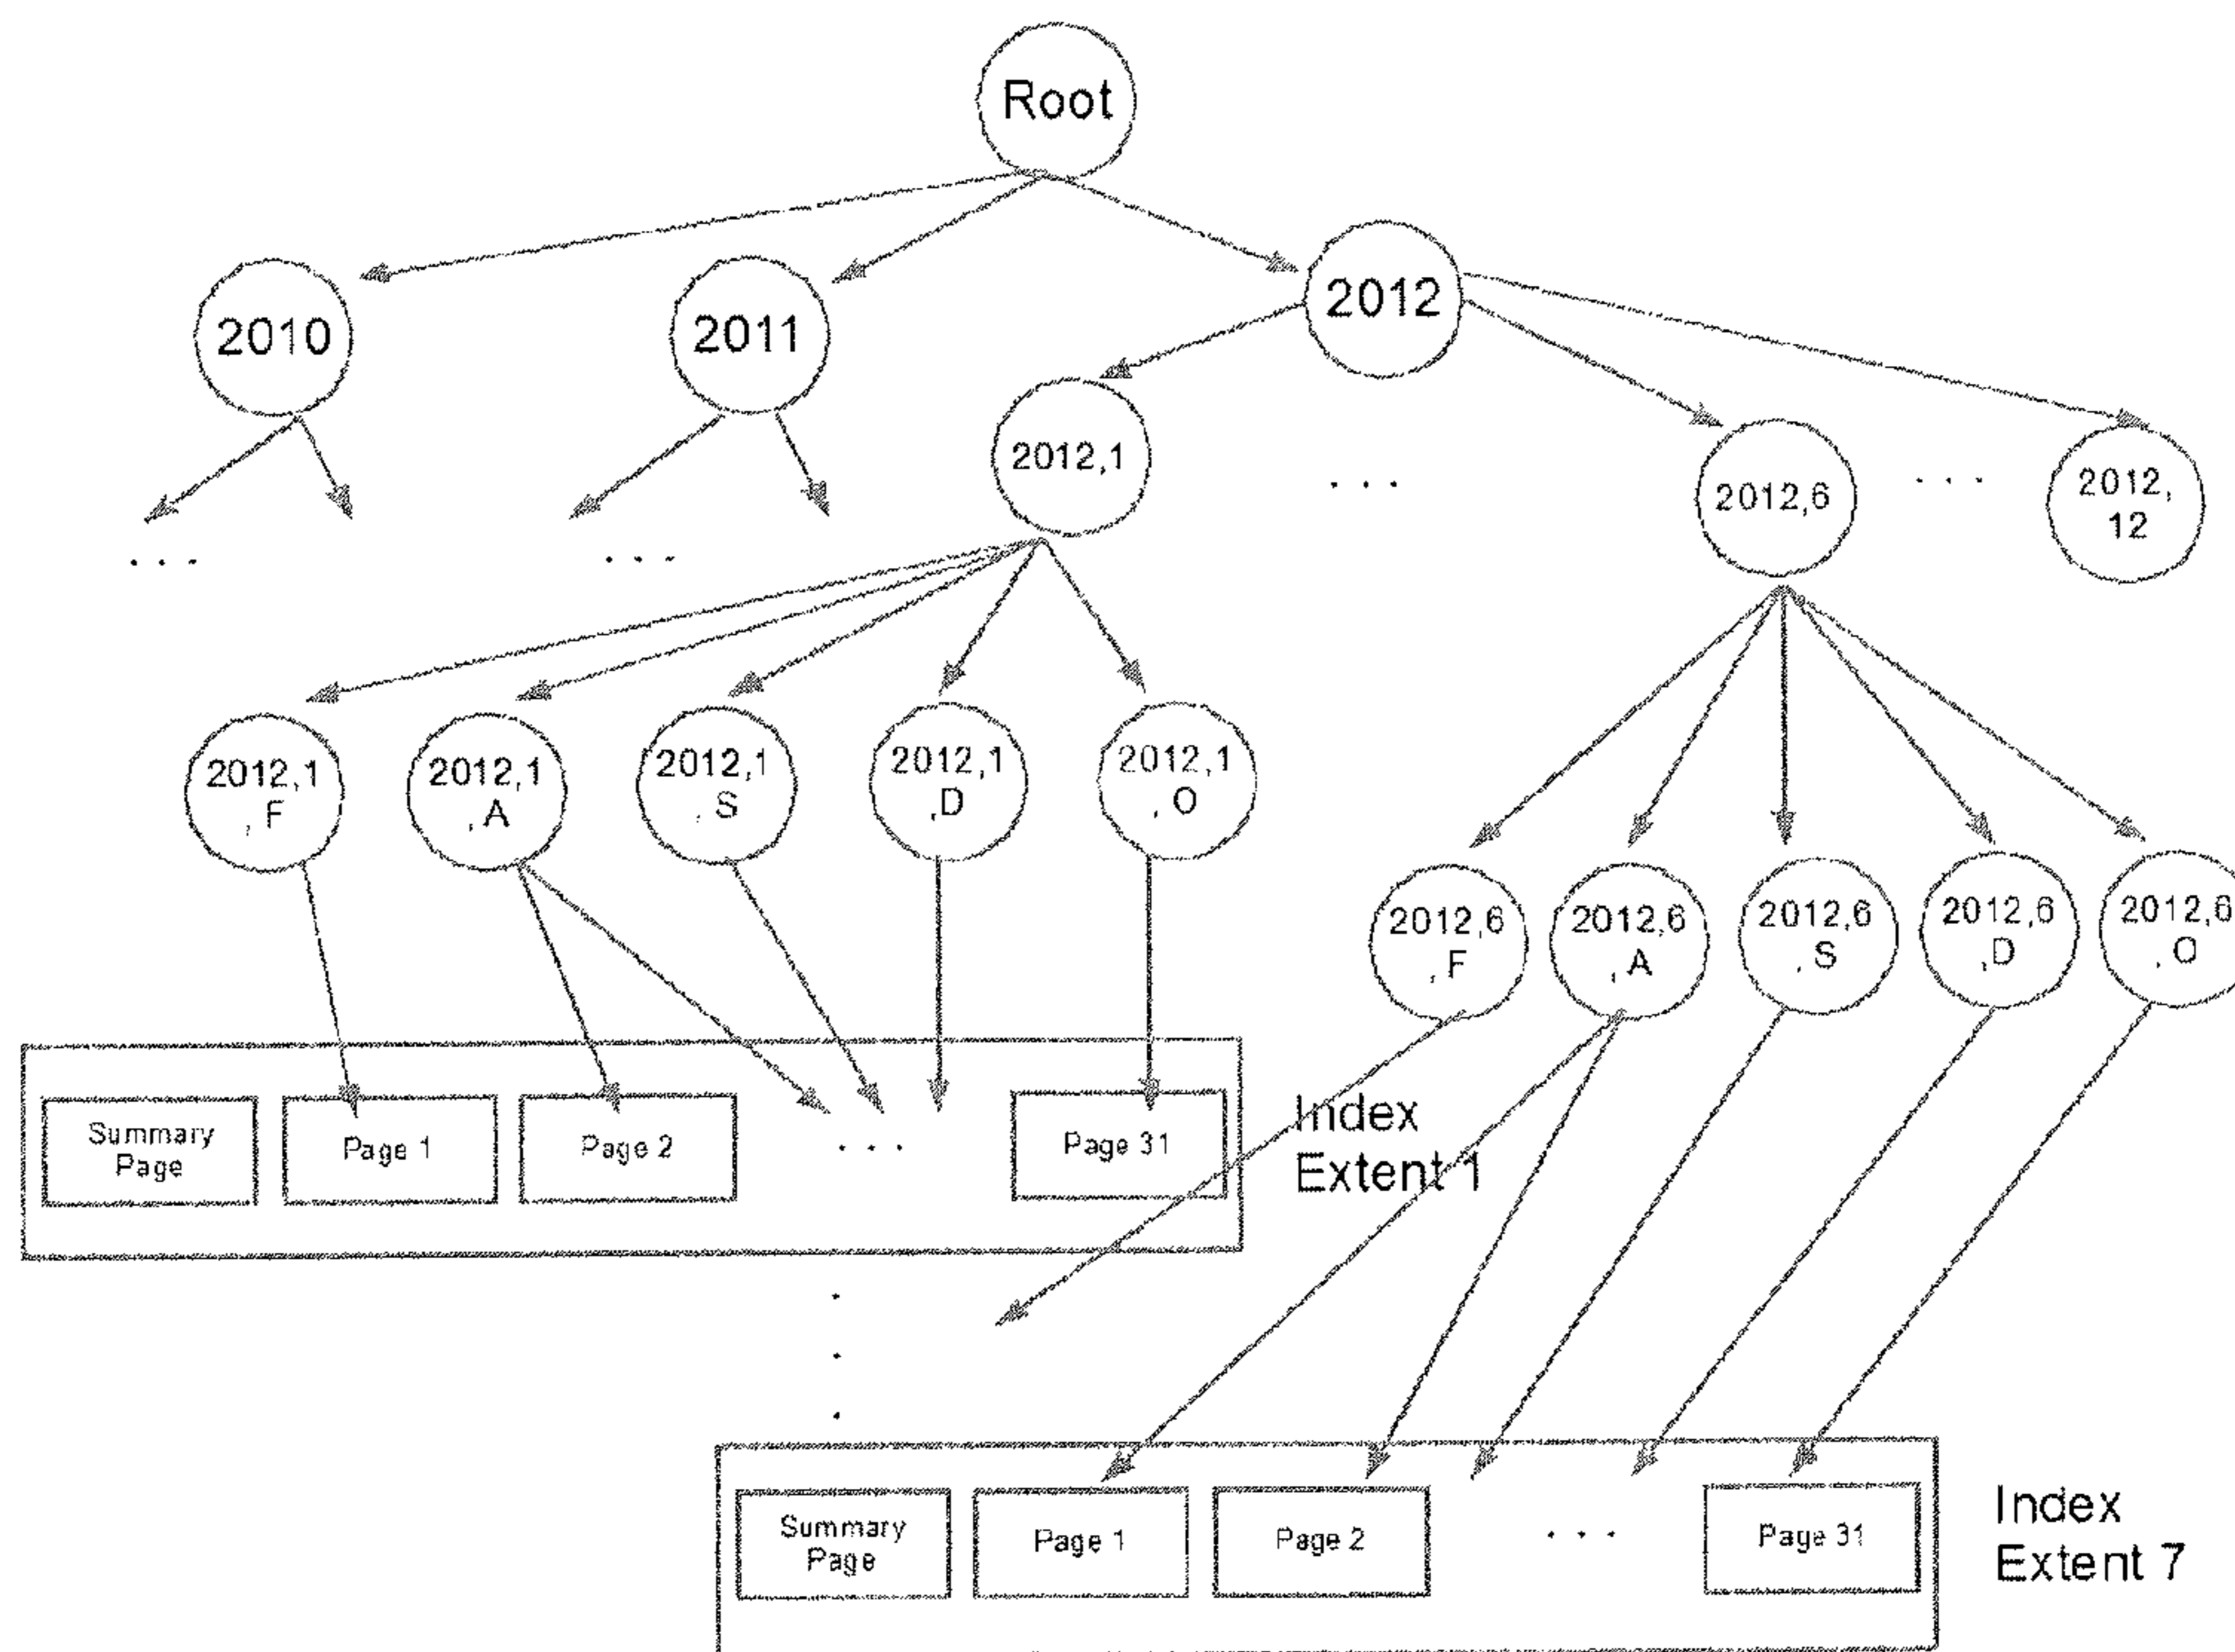 Root
2010
2011
2012
2012,1
. . .
2012,6
. . .
2012,
12
. . .
. . .
2012,1
, F
2012,1
,A
2012,1
, S
2012,1
,D
2012,1
, O
2012,6
, F
2012,6
, A
2012,6
, S
2012,6
,D
2012,6
, O
Summary
Page
Page 1
Page 2
. . .
Page 31
Index
Extent 1
.
.
.
Summary
Page
Page 1
Page 2
. . .
Page 31
Index
Extent 7